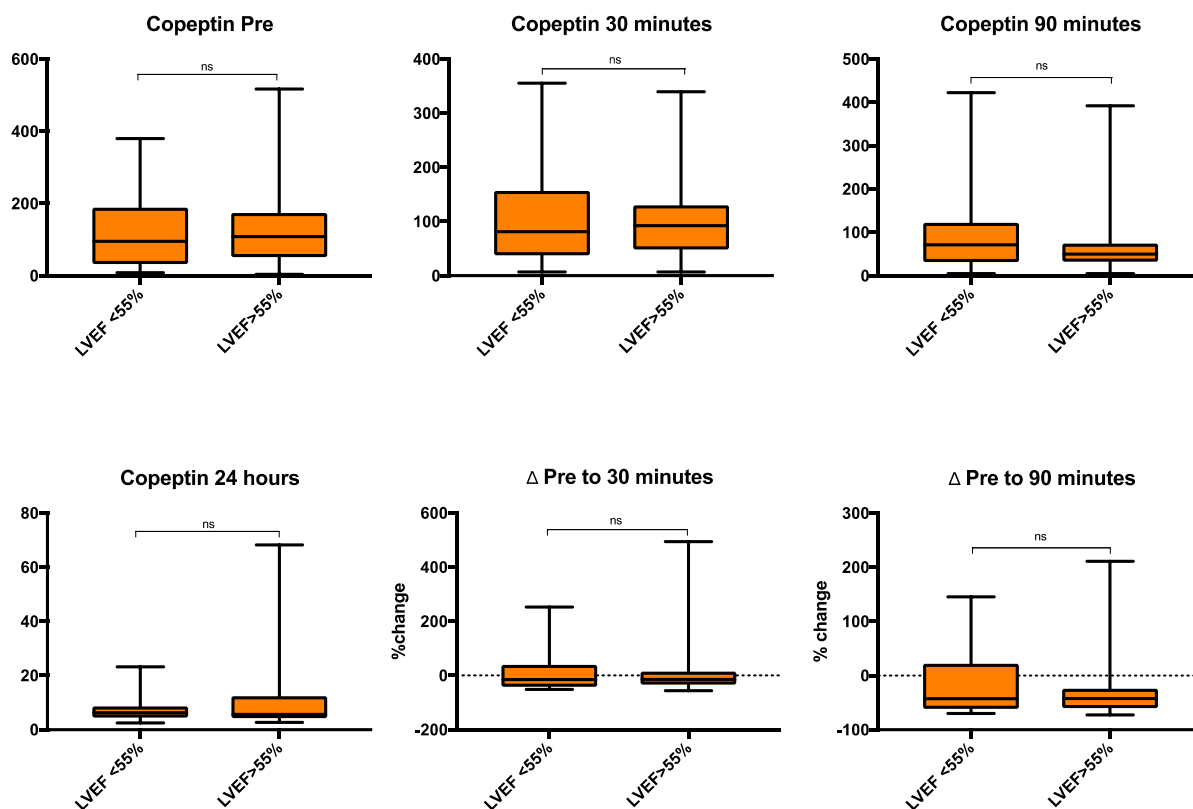 Copeptin Pre
600
400
200
0
ns
LVEF <55%
LVEF>55%
Copeptin 30 minutes
400
300
200
100
0
ns
LVEF <55%
LVEF>55%
Copeptin 90 minutes
500
400
300
200
100
0
ns
LVEF <55%
LVEF>55%
Copeptin 24 hours
80
60
40
20
0
ns
LVEF <55%
LVEF>55%
Δ Pre to 30 minutes
%change
600
400
200
0
-200
ns
LVEF <55%
LVEF>55%
Δ Pre to 90 minutes
% change
300
200
100
0
-100
ns
LVEF <55%
LVEF>55%